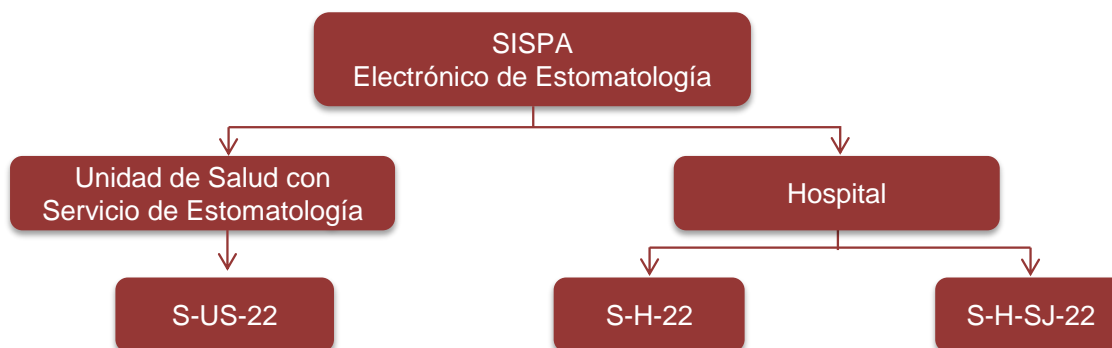 SISPA
Electrónico de Estomatología
Unidad de Salud con
Servicio de Estomatología
Hospital
S-US-22
S-H-22
S-H-SJ-22